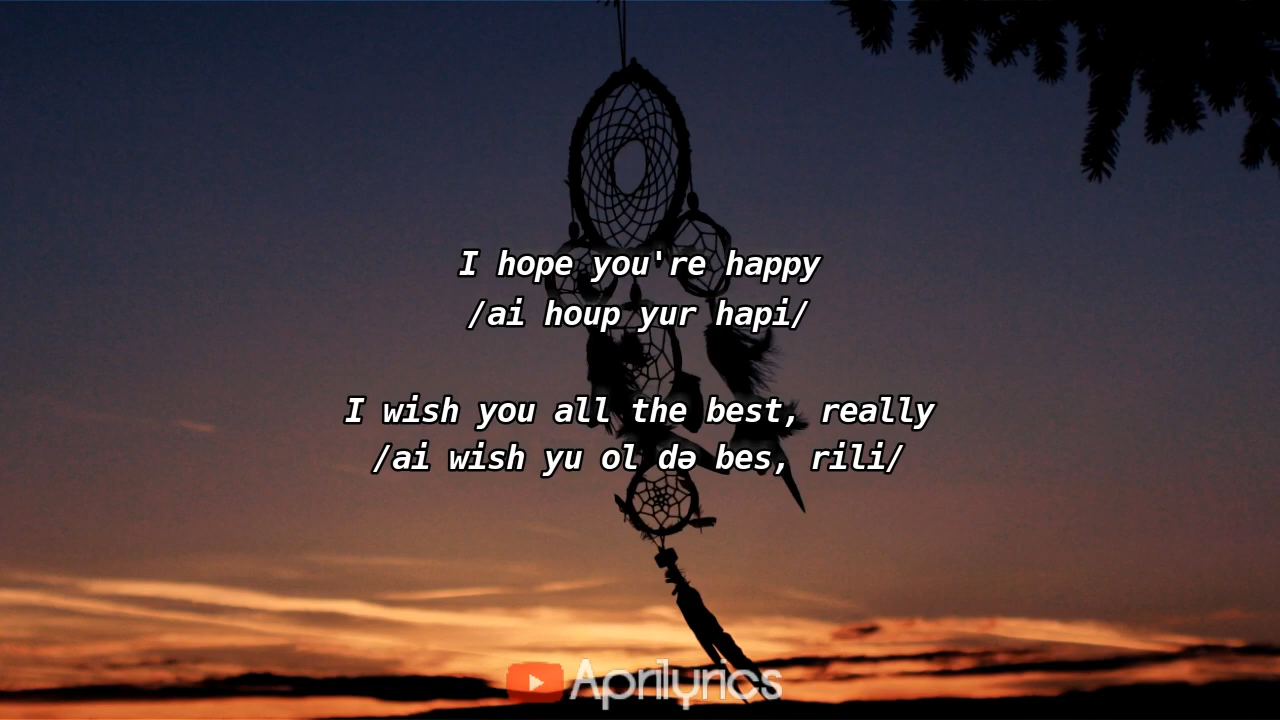 I hope you're happy
/ai houp yur hapi/
I wish you all the best, really
/ai wish yu ol də bes, rili/
Aprilyrics